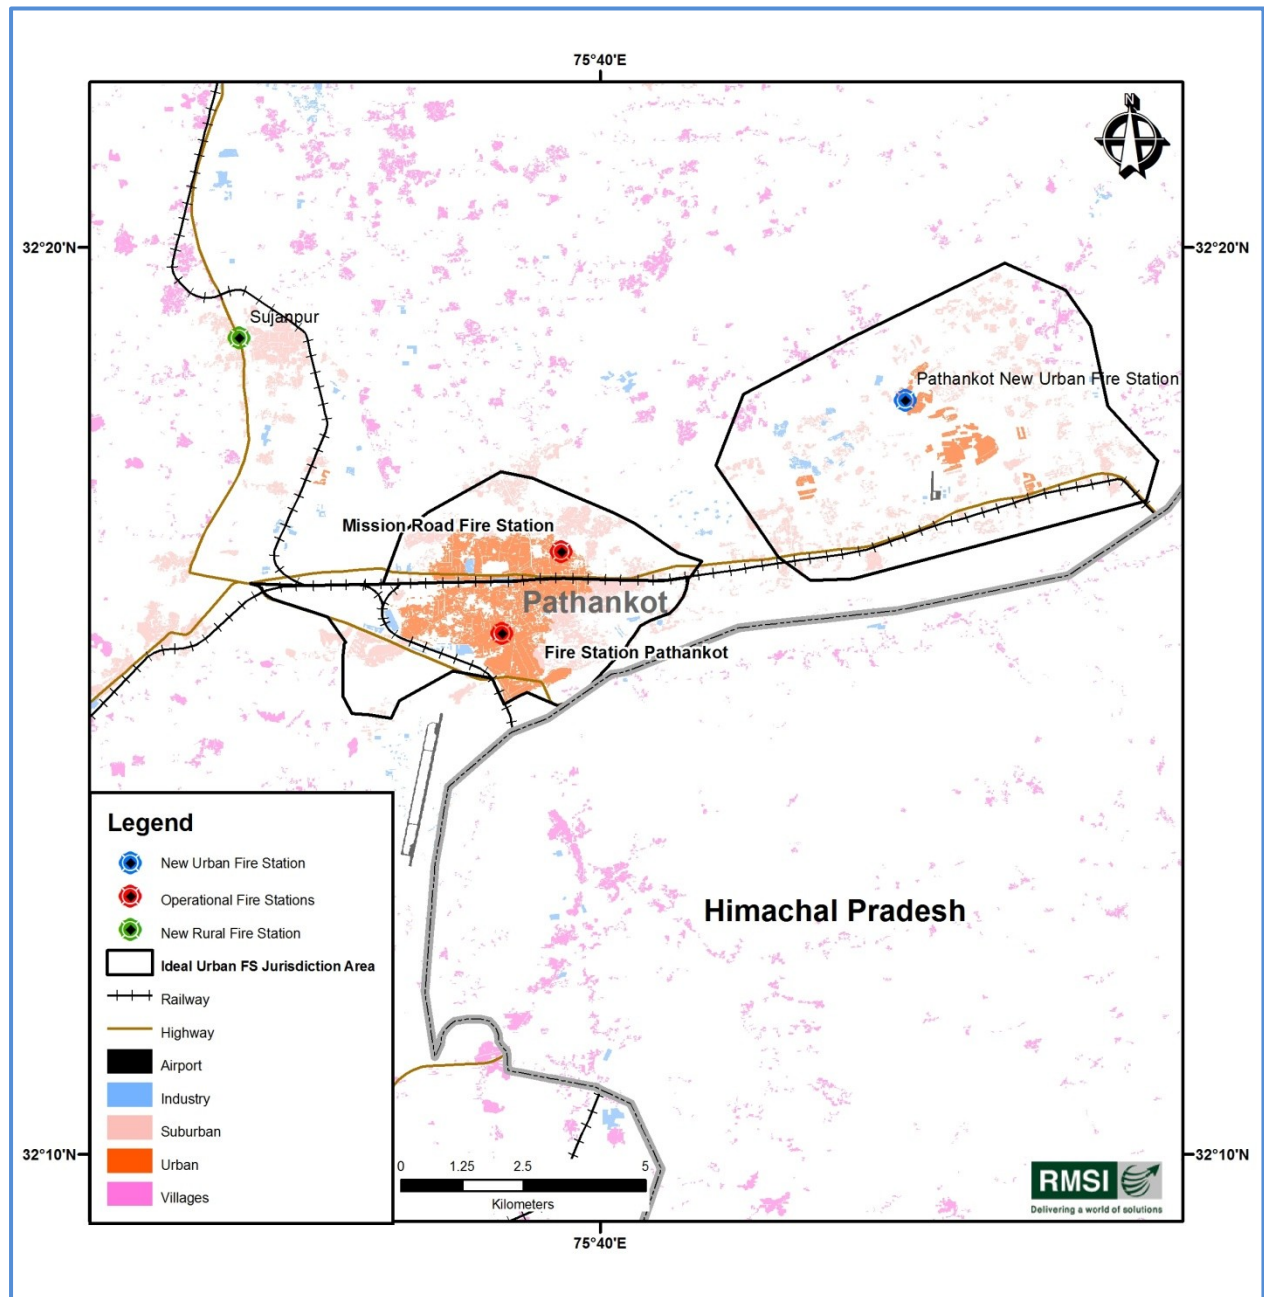 75°40'E
N
32°20'N
32°20'N
Sujanpur
Pathankot New Urban Fire Station
Mission Road Fire Station
Pathankot
Fire Station Pathankot
Legend
New Urban Fire Station
Operational Fire Stations
New Rural Fire Station
Ideal Urban FS Jurisdiction Area
Railway
Highway
Airport
Industry
Suburban
Urban
Villages
Himachal Pradesh
32°10'N
32°10'N
0 1.25 2.5 5
Kilometers
RMSI
Delivering a world of solutions
75°40'E